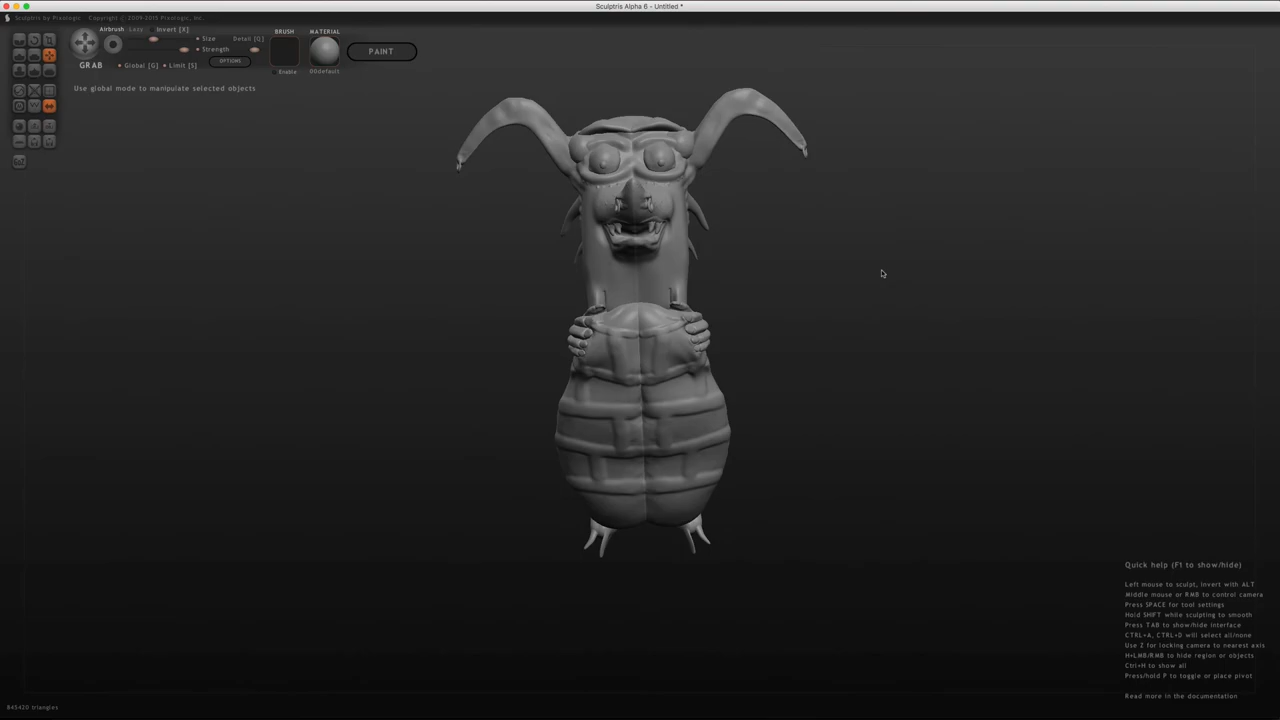 Sculptris Alpha 6 - Untitled *
Sculptris by Pixologic Copyright © 2009-2015 Pixologic, Inc.
Airbrush Lazy Invert [X]
Size Detail [Q]
Strength
GRAB
Global [G] Limit [S]
OPTIONS
BRUSH
Enable
MATERIAL
00default
PAINT
Use global mode to manipulate selected objects
GoZ
Quick help (F1 to show/hide)
Left mouse to sculpt, invert with ALT
Middle mouse or RMB to control camera
Press SPACE for tool settings
Hold SHIFT while sculpting to smooth
Press TAB to show/hide interface
CTRL+A, CTRL+D will select all/none
Use Z for locking camera to nearest axis
H+LMB/RMB to hide region or objects
Ctrl+H to show all
Press/hold P to toggle or place pivot
Read more in the documentation
845420 triangles